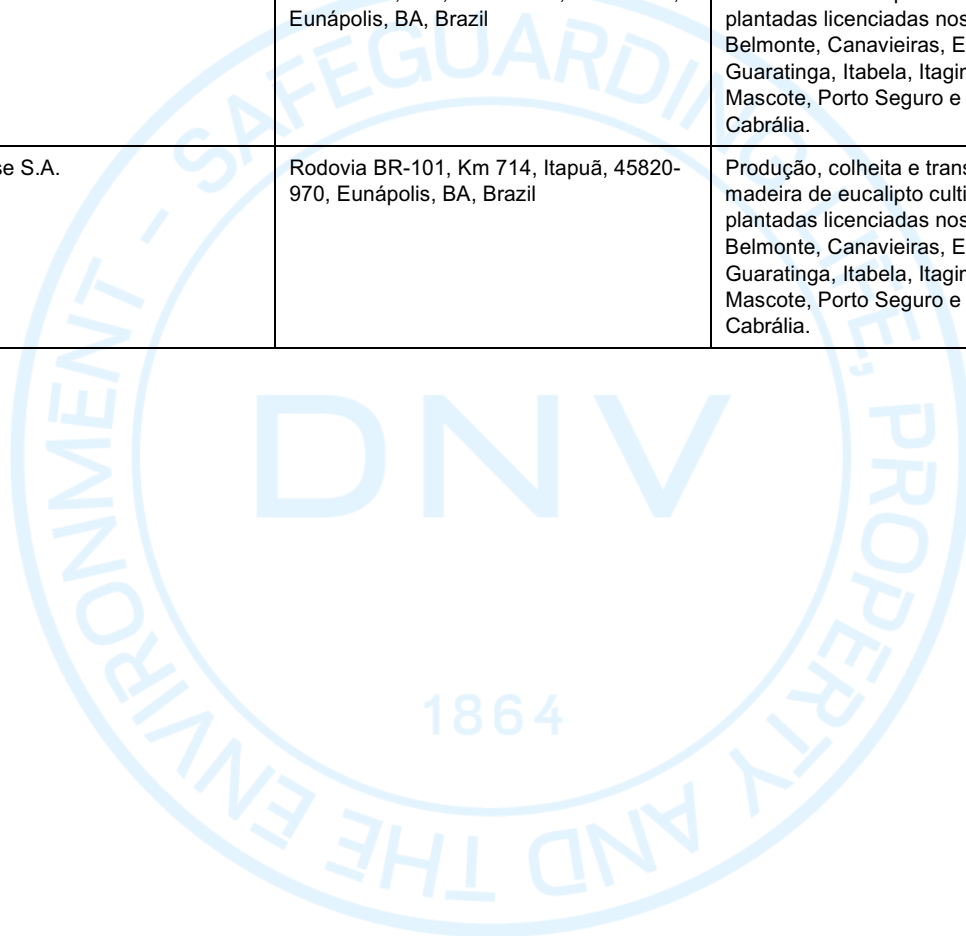 Eunápolis, BA, Brazil
plantadas licenciadas nos
Belmonte, Canavieiras, E
Guaratinga, Itabela, Itagin
Mascote, Porto Seguro e
Cabrália.
se S.A.
Rodovia BR-101, Km 714, Itapuã, 45820-
970, Eunápolis, BA, Brazil
Produção, colheita e trans
madeira de eucalipto culti
plantadas licenciadas nos
Belmonte, Canavieiras, E
Guaratinga, Itabela, Itagin
Mascote, Porto Seguro e
Cabrália.
SAFEGUARDING LIFE, PROPERTY AND THE ENVIRONMENT -
DNV
1864